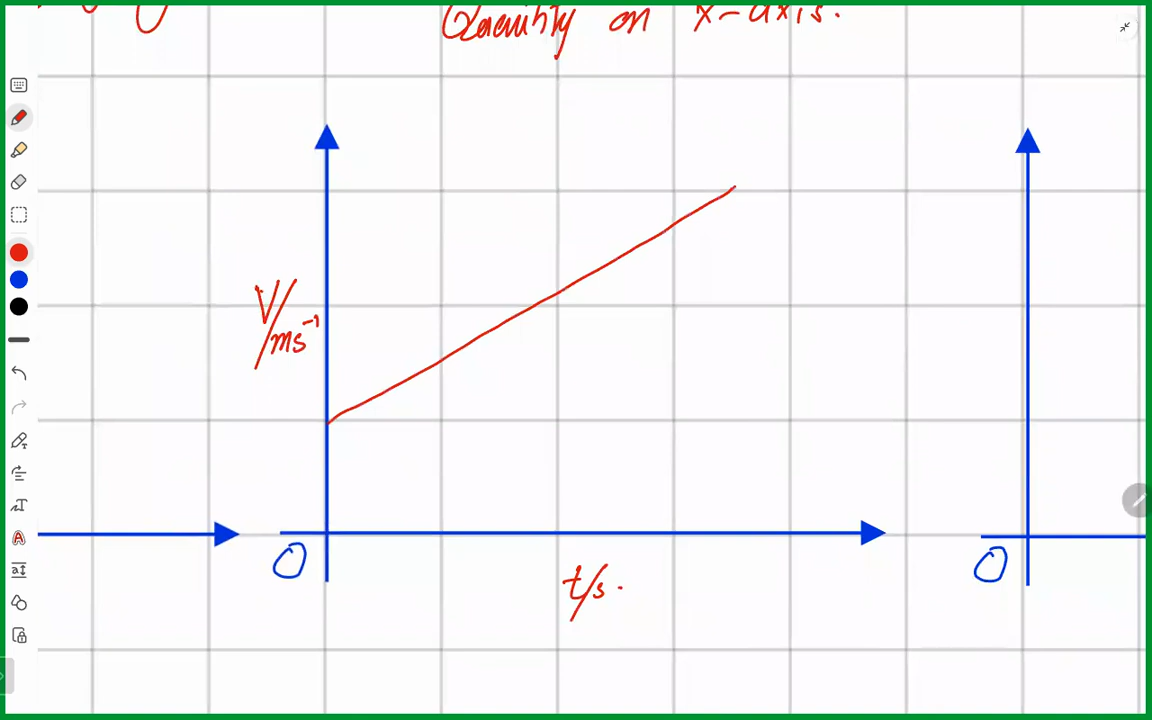 Quantity on x-axis.
V/ms⁻¹
O
t/s.
O